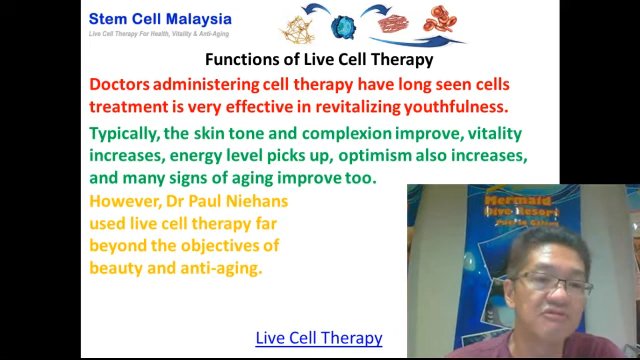 Stem Cell Malaysia
Live Cell Therapy For Health, Vitality & Anti-Aging
Functions of Live Cell Therapy
Doctors administering cell therapy have long seen cells
treatment is very effective in revitalizing youthfulness.
Typically, the skin tone and complexion improve, vitality
increases, energy level picks up, optimism also increases,
and many signs of aging improve too.
However, Dr Paul Niehans
used live cell therapy far
beyond the objectives of
beauty and anti-aging.
Mermaid
Dive Resort
Live Cell Therapy